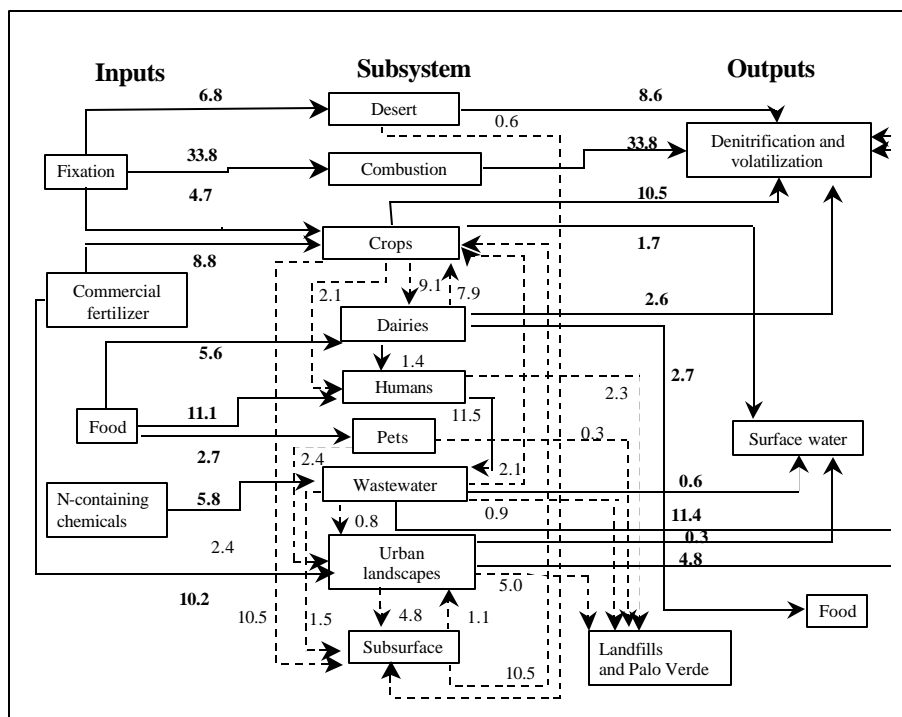 Inputs
Subsystem
Outputs
6.8
Desert
8.6
0.6
Denitrification and
volatilization
Fixation
33.8
Combustion
33.8
4.7
10.5
Crops
1.7
8.8
Commercial
fertilizer
2.1
9.1
7.9
2.6
Dairies
5.6
1.4
2.7
Humans
2.3
11.1
11.5
Food
Pets
0.3
Surface water
2.7
2.4
2.1
Wastewater
0.6
N-containing
chemicals
5.8
0.9
11.4
0.8
0.3
2.4
Urban
landscapes
4.8
5.0
10.2
10.5
1.5
4.8
1.1
Food
Subsurface
10.5
Landfills
and Palo Verde